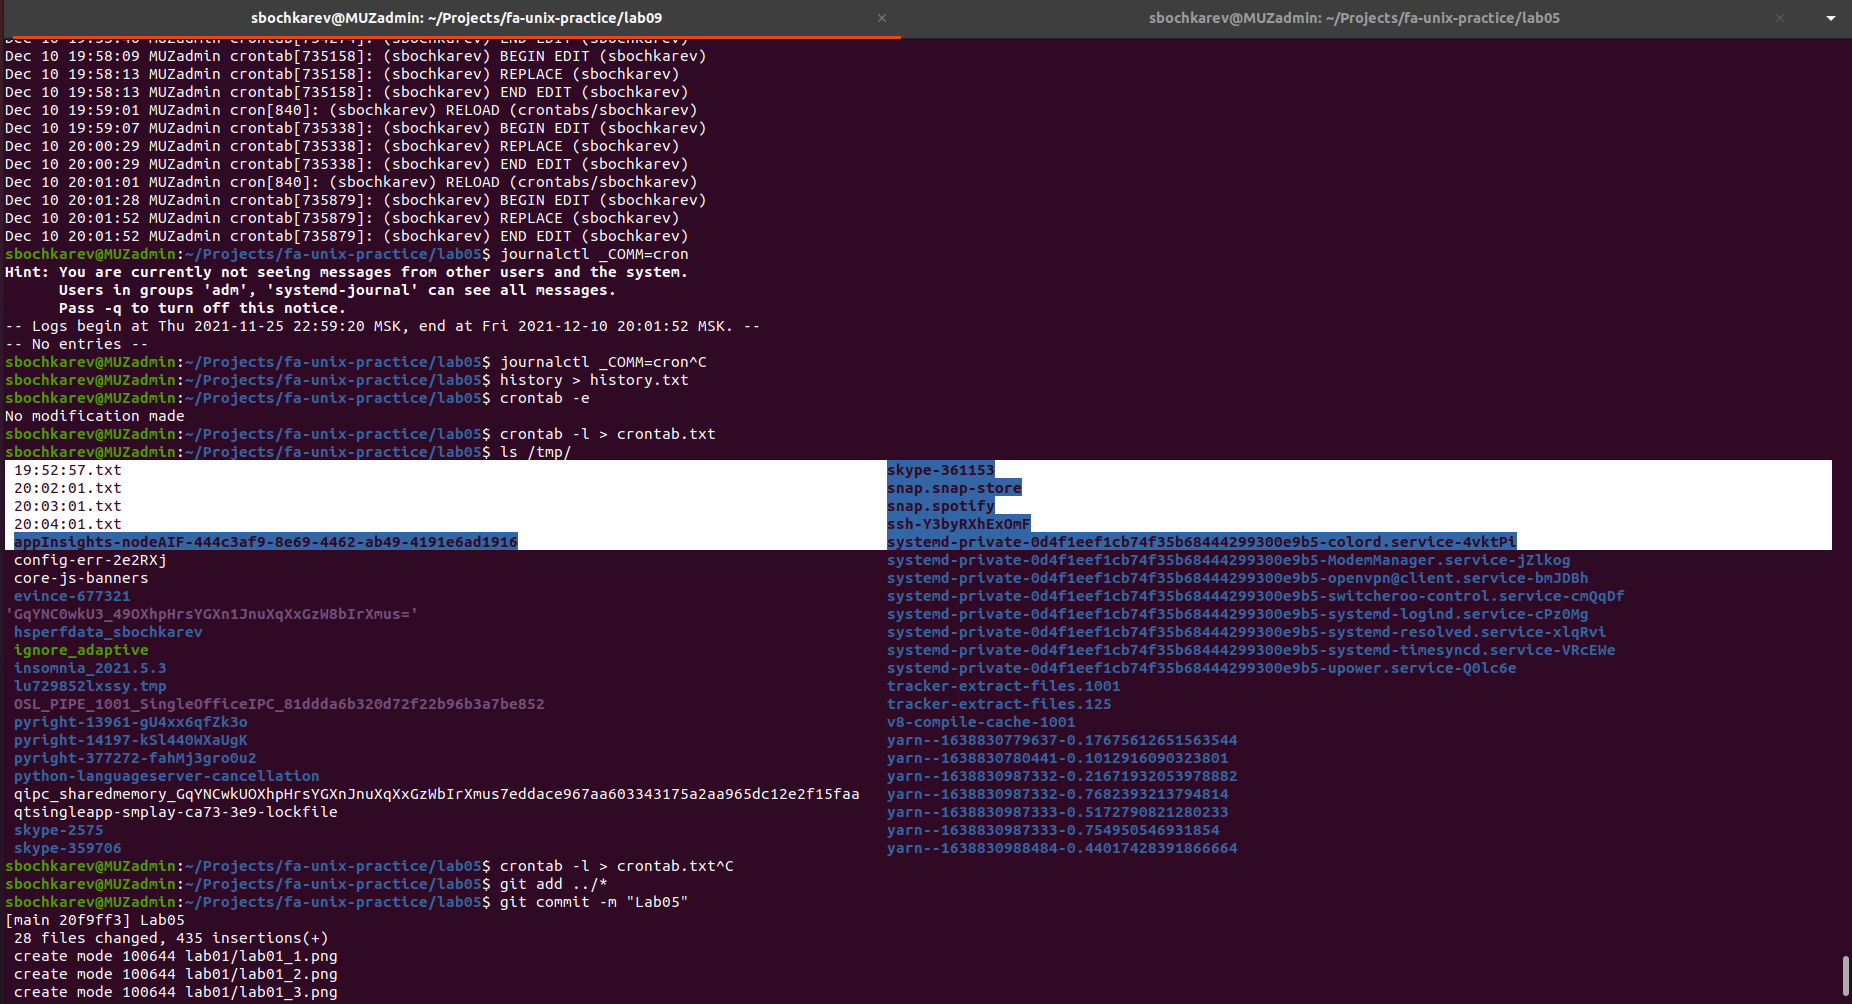 sbochkarev@MUZadmin: ~/Projects/fa-unix-practice/lab09 × sbochkarev@MUZadmin: ~/Projects/fa-unix-practice/lab05 ×
Dec 10 19:55:40 MUZadmin crontab[734274]: (sbochkarev) END EDIT (sbochkarev)
Dec 10 19:58:09 MUZadmin crontab[735158]: (sbochkarev) BEGIN EDIT (sbochkarev)
Dec 10 19:58:13 MUZadmin crontab[735158]: (sbochkarev) REPLACE (sbochkarev)
Dec 10 19:58:13 MUZadmin crontab[735158]: (sbochkarev) END EDIT (sbochkarev)
Dec 10 19:59:01 MUZadmin cron[840]: (sbochkarev) RELOAD (crontabs/sbochkarev)
Dec 10 19:59:07 MUZadmin crontab[735338]: (sbochkarev) BEGIN EDIT (sbochkarev)
Dec 10 20:00:29 MUZadmin crontab[735338]: (sbochkarev) REPLACE (sbochkarev)
Dec 10 20:00:29 MUZadmin crontab[735338]: (sbochkarev) END EDIT (sbochkarev)
Dec 10 20:01:01 MUZadmin cron[840]: (sbochkarev) RELOAD (crontabs/sbochkarev)
Dec 10 20:01:28 MUZadmin crontab[735879]: (sbochkarev) BEGIN EDIT (sbochkarev)
Dec 10 20:01:52 MUZadmin crontab[735879]: (sbochkarev) REPLACE (sbochkarev)
Dec 10 20:01:52 MUZadmin crontab[735879]: (sbochkarev) END EDIT (sbochkarev)
sbochkarev@MUZadmin:~/Projects/fa-unix-practice/lab05$ journalctl _COMM=cron
Hint: You are currently not seeing messages from other users and the system.
Users in groups 'adm', 'systemd-journal' can see all messages.
Pass -q to turn off this notice.
-- Logs begin at Thu 2021-11-25 22:59:20 MSK, end at Fri 2021-12-10 20:01:52 MSK. --
-- No entries --
sbochkarev@MUZadmin:~/Projects/fa-unix-practice/lab05$ journalctl _COMM=cron^C
sbochkarev@MUZadmin:~/Projects/fa-unix-practice/lab05$ history > history.txt
sbochkarev@MUZadmin:~/Projects/fa-unix-practice/lab05$ crontab -e
No modification made
sbochkarev@MUZadmin:~/Projects/fa-unix-practice/lab05$ crontab -l > crontab.txt
sbochkarev@MUZadmin:~/Projects/fa-unix-practice/lab05$ ls /tmp/
19:52:57.txt skype-361153
20:02:01.txt snap.snap-store
20:03:01.txt snap.spotify
20:04:01.txt ssh-Y3byRXhExOmF
appInsights-nodeAIF-444c3af9-8e69-4462-ab49-4191e6ad1916 systemd-private-0d4f1eef1cb74f35b68444299300e9b5-colord.service-4vktPi
config-err-2e2RXj systemd-private-0d4f1eef1cb74f35b68444299300e9b5-ModemManager.service-jZlkog
core-js-banners systemd-private-0d4f1eef1cb74f35b68444299300e9b5-openvpn@client.service-bmJDBh
evince-677321 systemd-private-0d4f1eef1cb74f35b68444299300e9b5-switcheroo-control.service-cmQqDf
'GqYNC0wkU3_49OXhpHrsYGXn1JnuXqXxGzW8bIrXmus=' systemd-private-0d4f1eef1cb74f35b68444299300e9b5-systemd-logind.service-cPz0Mg
hsperfdata_sbochkarev systemd-private-0d4f1eef1cb74f35b68444299300e9b5-systemd-resolved.service-xlqRvi
ignore_adaptive systemd-private-0d4f1eef1cb74f35b68444299300e9b5-systemd-timesyncd.service-VRcEWe
insomnia_2021.5.3 systemd-private-0d4f1eef1cb74f35b68444299300e9b5-upower.service-Q0lc6e
lu729852lxssy.tmp tracker-extract-files.1001
OSL_PIPE_1001_SingleOfficeIPC_81ddda6b320d72f22b96b3a7be852 tracker-extract-files.125
pyright-13961-gU4xx6qfZk3o v8-compile-cache-1001
pyright-14197-kSl440WXaUgK yarn--1638830779637-0.17675612651563544
pyright-377272-fahMj3gro0u2 yarn--1638830780441-0.1012916090323801
python-languageserver-cancellation yarn--1638830987332-0.21671932053978882
qipc_sharedmemory_GqYNCwkUOXhpHrsYGXnJnuXqXxGzWbIrXmus7eddace967aa603343175a2aa965dc12e2f15faa yarn--1638830987332-0.7682393213794814
qtsingleapp-smplay-ca73-3e9-lockfile yarn--1638830987333-0.5172790821280233
skype-2575 yarn--1638830987333-0.754950546931854
skype-359706 yarn--1638830988484-0.44017428391866664
sbochkarev@MUZadmin:~/Projects/fa-unix-practice/lab05$ crontab -l > crontab.txt^C
sbochkarev@MUZadmin:~/Projects/fa-unix-practice/lab05$ git add ../*
sbochkarev@MUZadmin:~/Projects/fa-unix-practice/lab05$ git commit -m "Lab05"
[main 20f9ff3] Lab05
28 files changed, 435 insertions(+)
create mode 100644 lab01/lab01_1.png
create mode 100644 lab01/lab01_2.png
create mode 100644 lab01/lab01_3.png